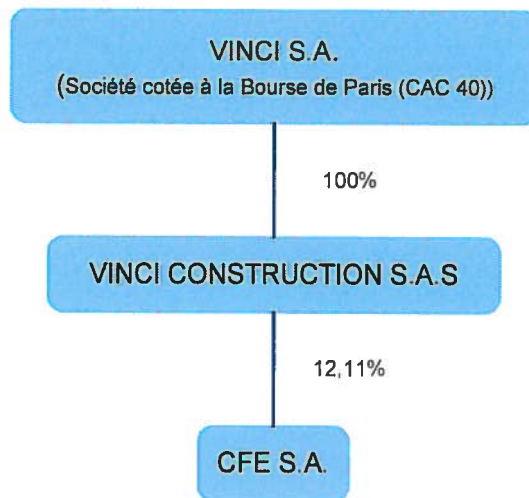 VINCI S.A.
(Société cotée à la Bourse de Paris (CAC 40))
100%
VINCI CONSTRUCTION S.A.S
12,11%
CFE S.A.